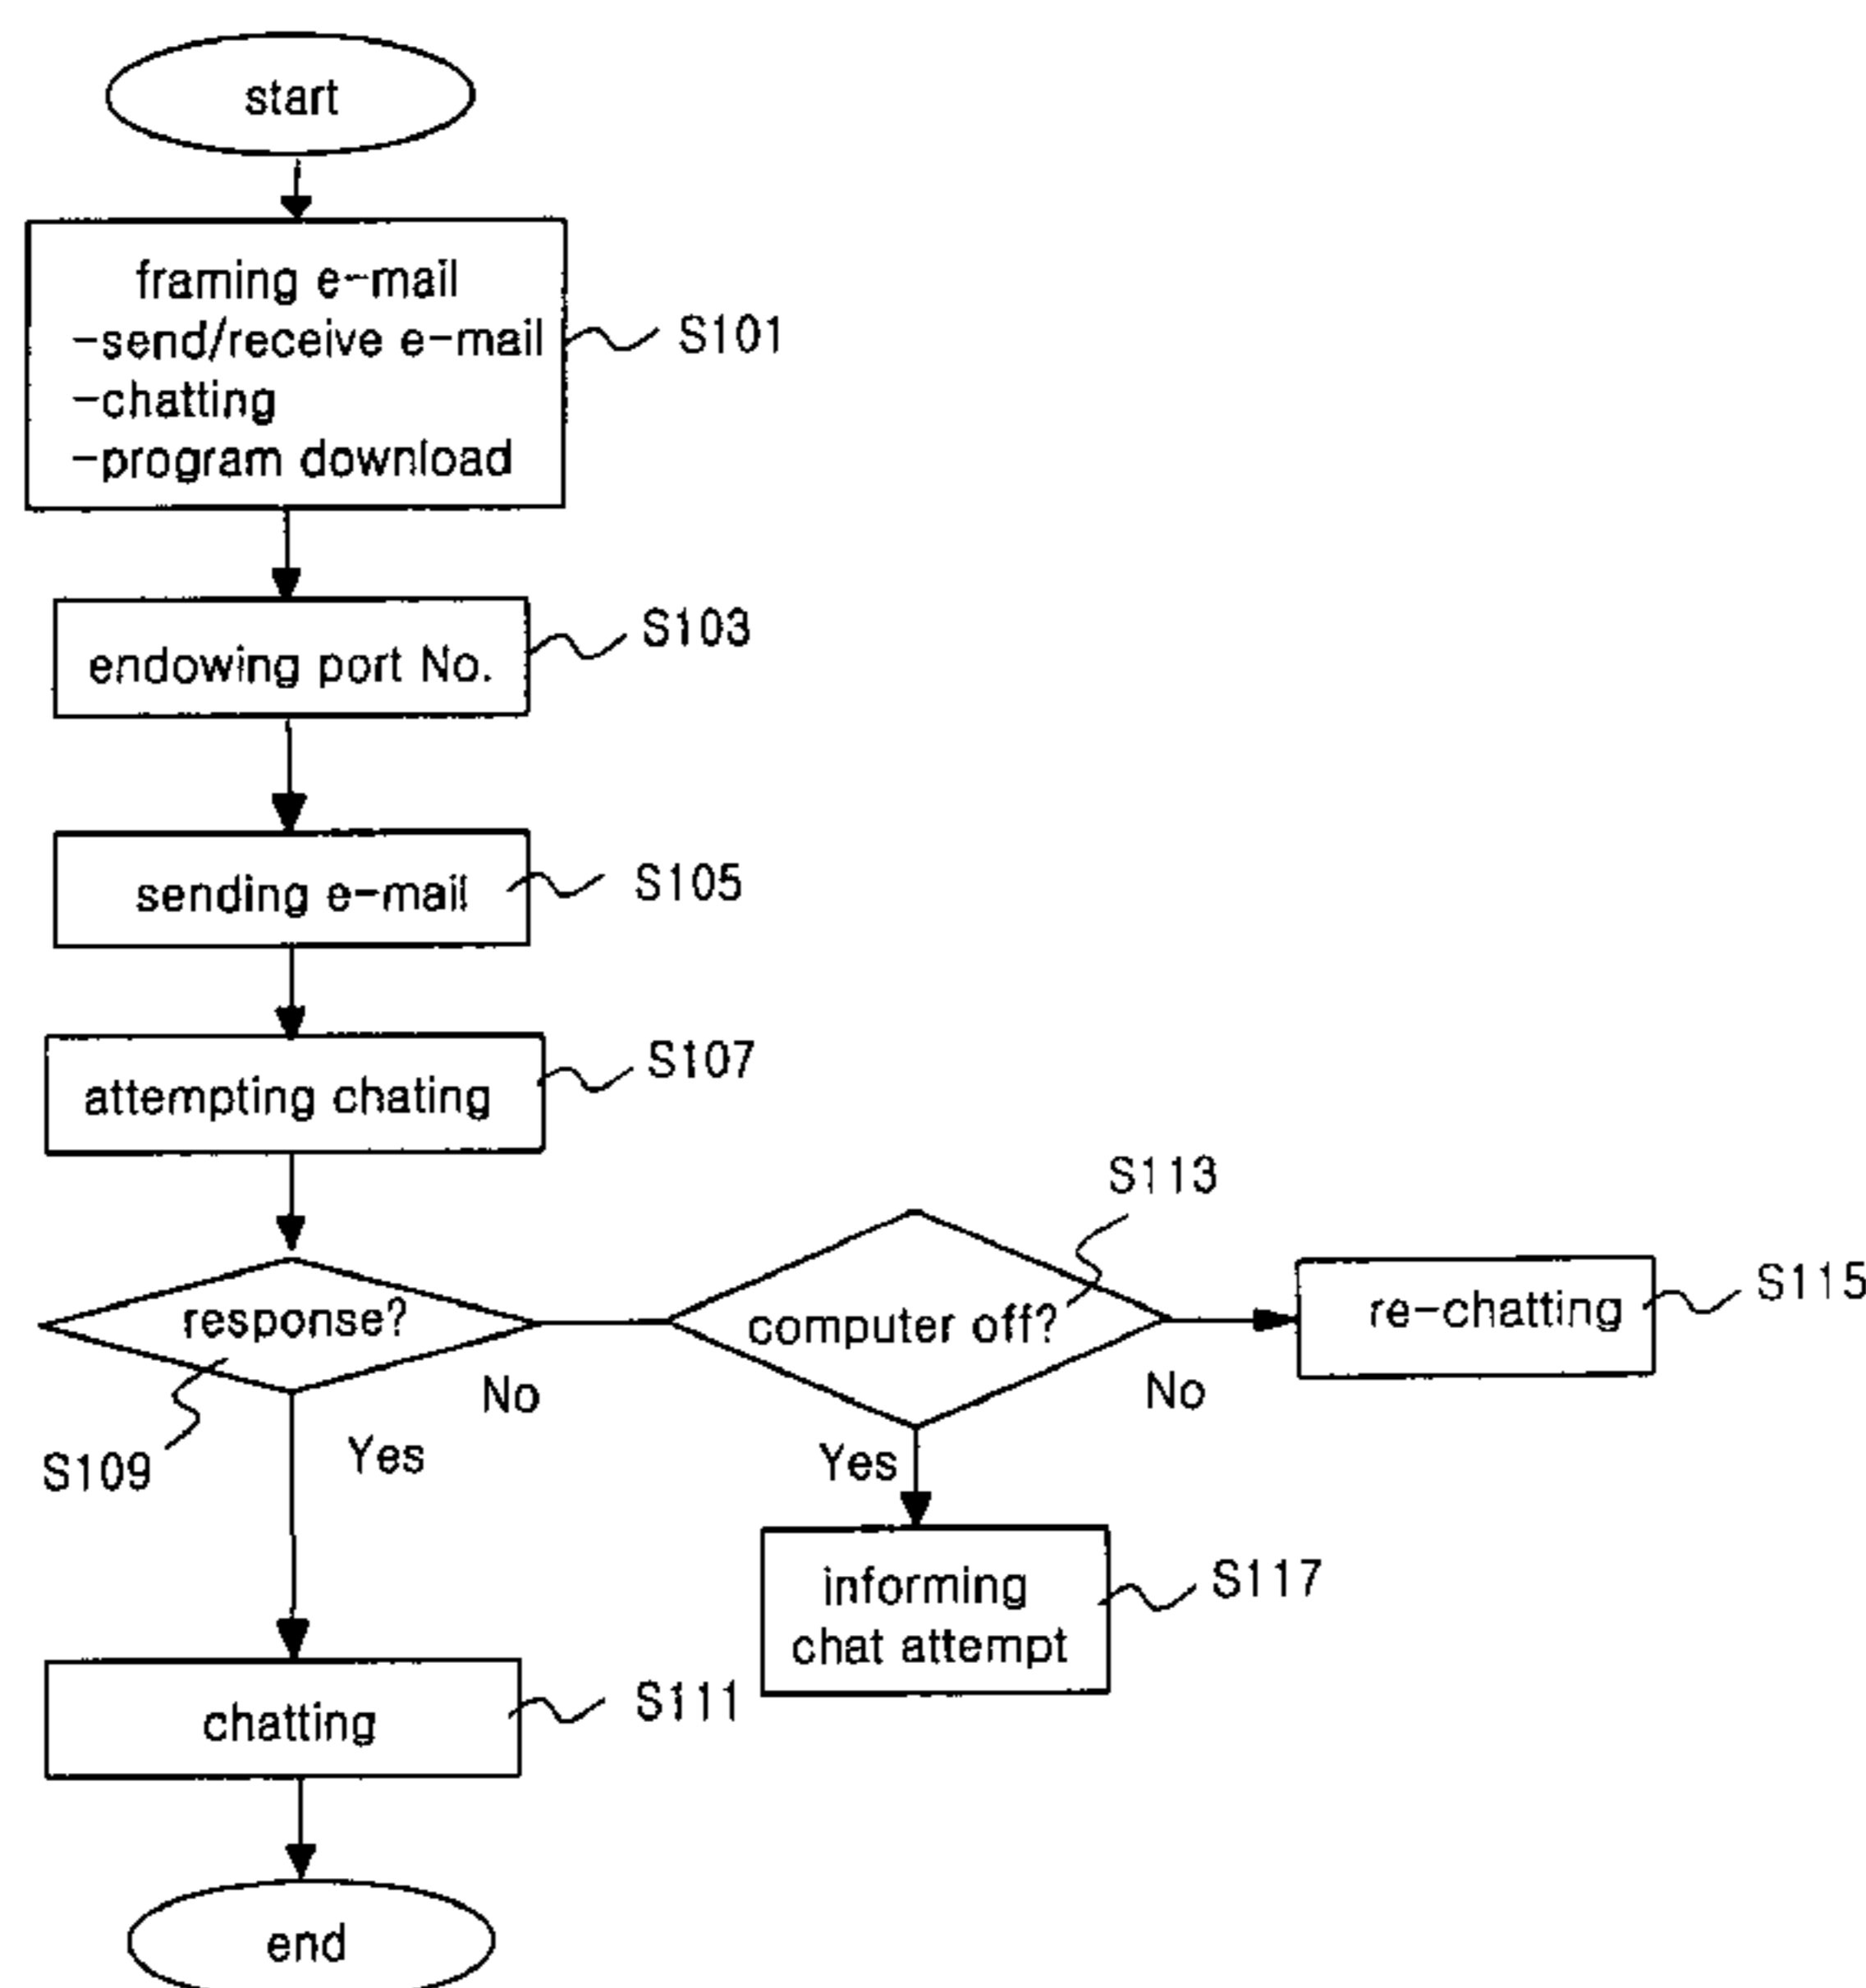 start
framing e-mail
-send/receive e-mail
-chatting
-program download
S101
endowing port No.
S103
sending e-mail
S105
attempting chating
S107
response?
S109
No
Yes
computer off?
S113
No
Yes
re-chatting
S115
informing
chat attempt
S117
chatting
S111
end